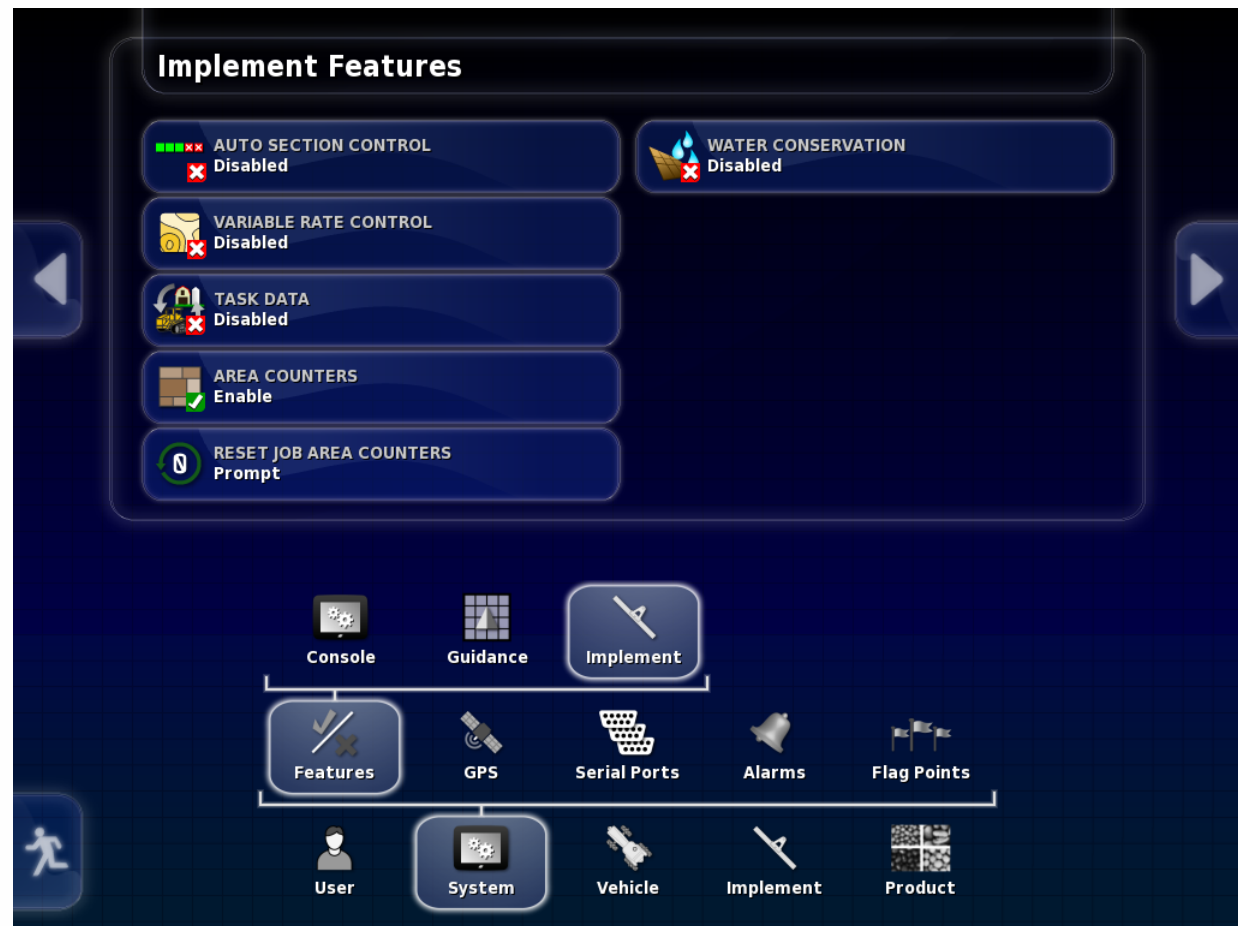 Implement Features
AUTO SECTION CONTROL
Disabled
WATER CONSERVATION
Disabled
VARIABLE RATE CONTROL
Disabled
TASK DATA
Disabled
AREA COUNTERS
Enable
0
RESET JOB AREA COUNTERS
Prompt
Console
Guidance
Implement
Features
GPS
Serial Ports
Alarms
Flag Points
User
System
Vehicle
Implement
Product